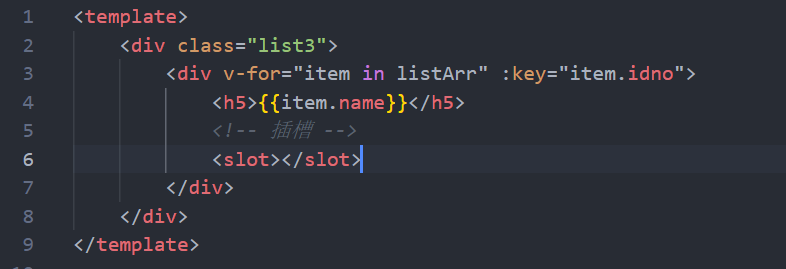 1 <template>
2 <div class="list3">
3 <div v-for="item in listArr" :key="item.idno">
4 <h5>{{item.name}}</h5>
5 <!-- 插槽 -->
6 <slot></slot>
7 </div>
8 </div>
9 </template>